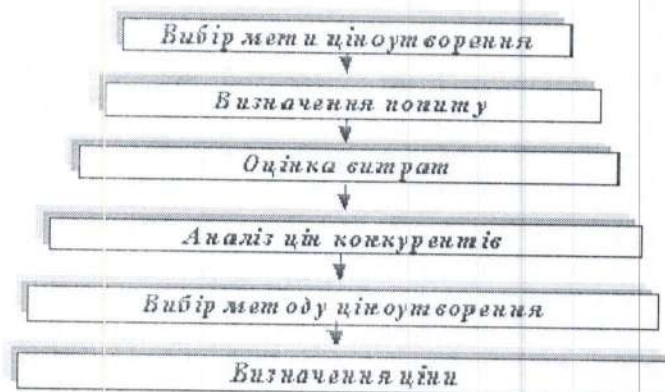 Вибір мети ціноутворення
Визначення попиту
Оцінка витрат
Аналіз цін конкурентів
Вибір методу ціноутворення
Визначення ціни